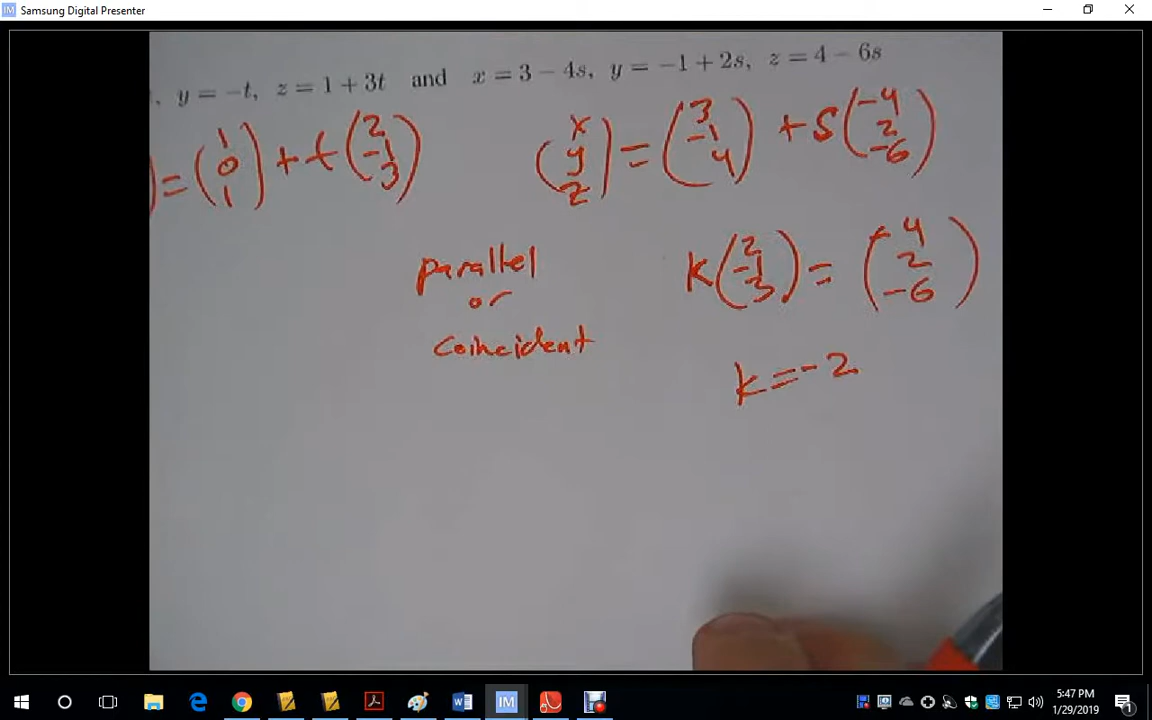 Samsung Digital Presenter
, y = −t, z = 1 + 3t and x = 3 − 4s, y = −1 + 2s, z = 4 − 6s
) = (1 0 1) + t (2 -1 3)
(x y z) = (3 -1 4) + s (-4 2 -6)
parallel
or
coincident
k (2 -1 3) = (-4 2 -6)
k = -2
5:47 PM
1/29/2019